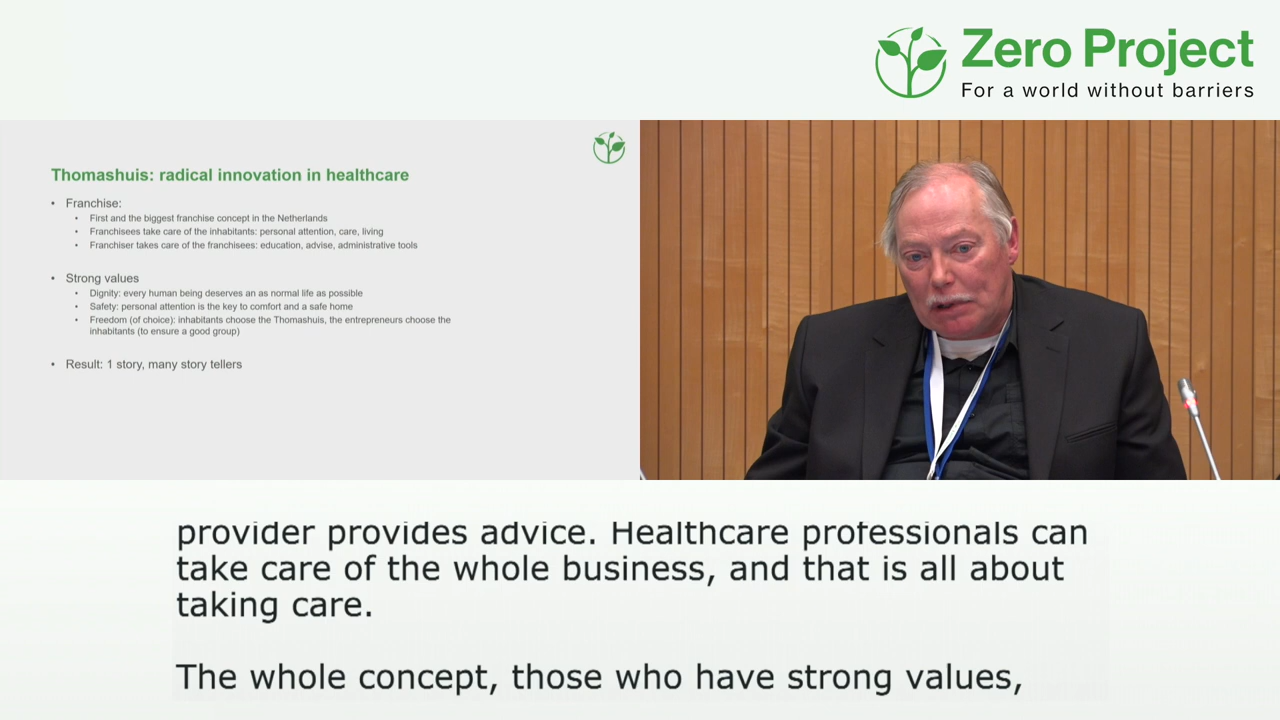 Zero Project
For a world without barriers
Thomashuis: radical innovation in healthcare
• Franchise:
• First and the biggest franchise concept in the Netherlands
• Franchisees take care of the inhabitants: personal attention, care, living
• Franchiser takes care of the franchisees: education, advise, administrative tools
• Strong values
• Dignity: every human being deserves an as normal life as possible
• Safety: personal attention is the key to comfort and a safe home
• Freedom (of choice): inhabitants choose the Thomashuis, the entrepreneurs choose the
inhabitants (to ensure a good group)
• Result: 1 story, many story tellers
provider provides advice. Healthcare professionals can
take care of the whole business, and that is all about
taking care.
The whole concept, those who have strong values,